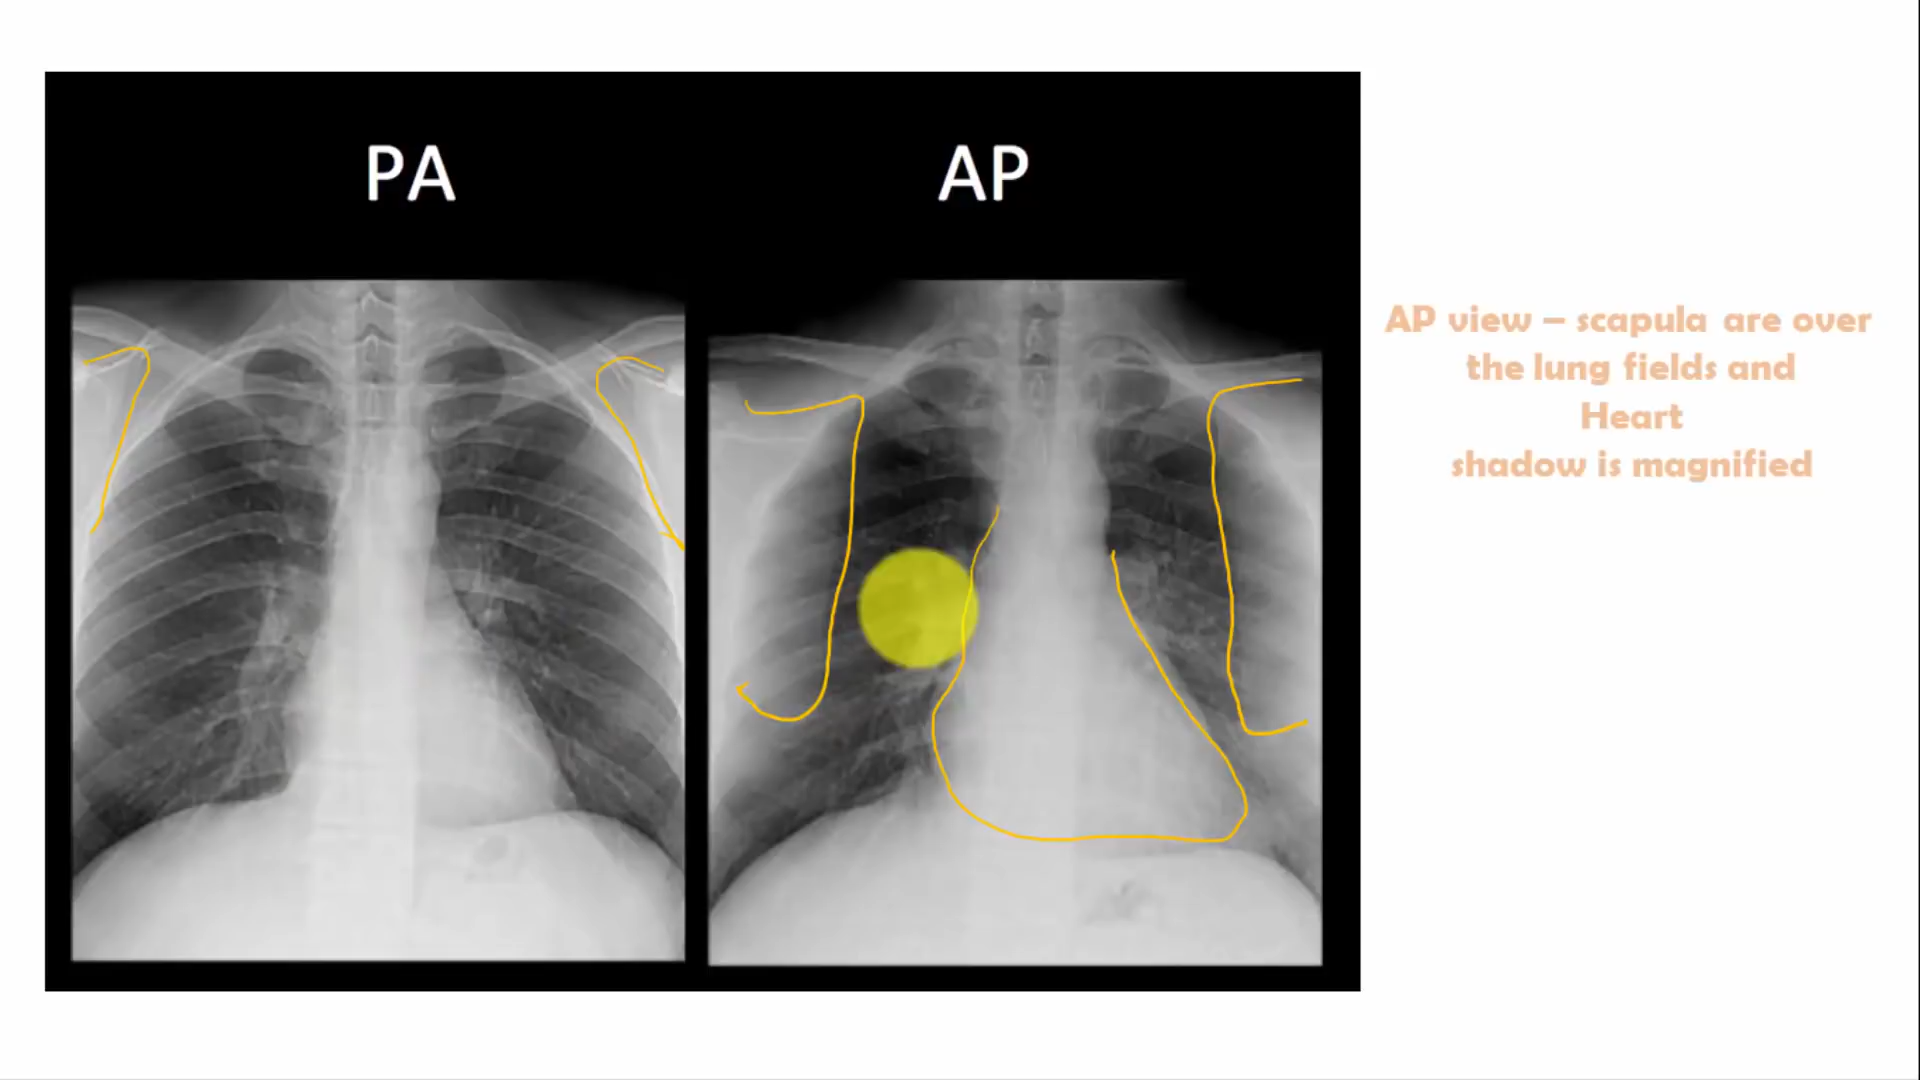 PA
AP
AP view – scapula are over
the lung fields and
Heart
shadow is magnified